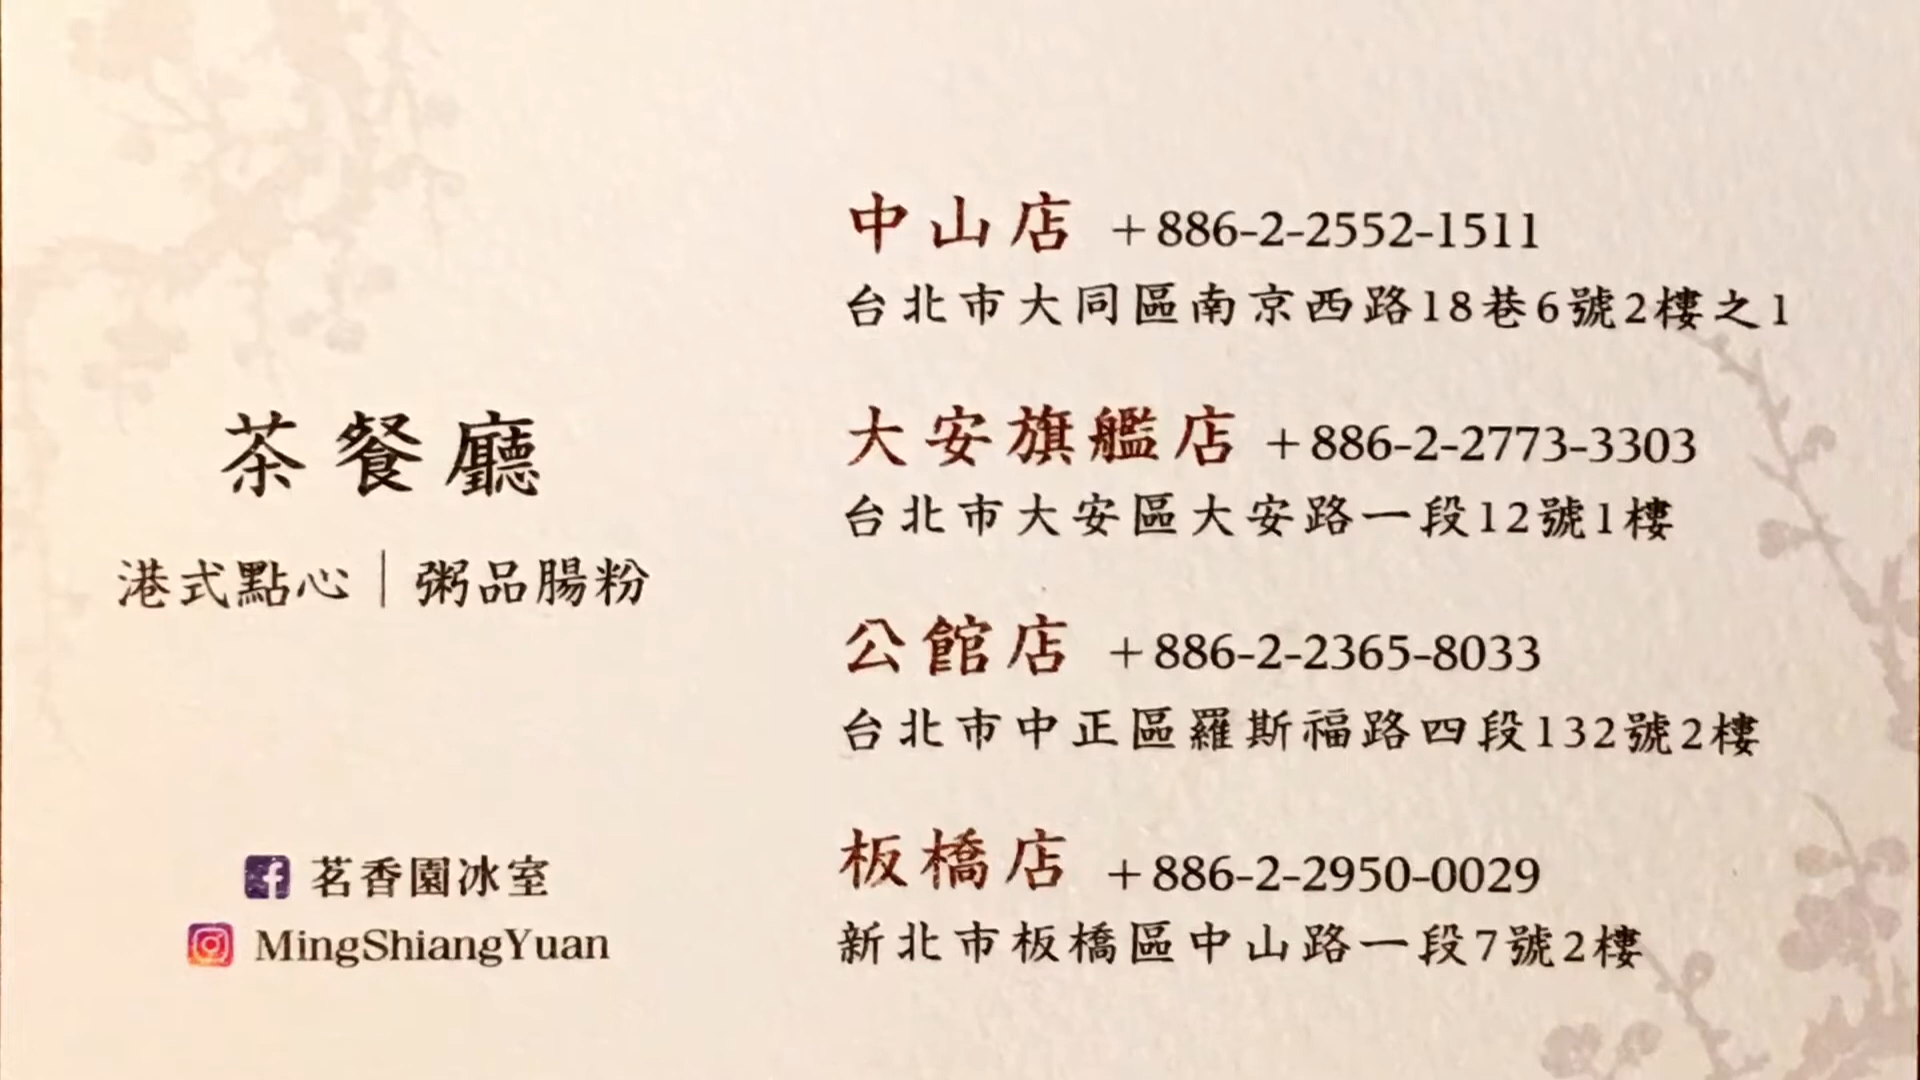 茶餐廳
港式點心｜粥品腸粉
茗香園冰室
MingShiangYuan
中山店 +886-2-2552-1511
台北市大同區南京西路18巷6號2樓之1
大安旗艦店 +886-2-2773-3303
台北市大安區大安路一段12號1樓
公館店 +886-2-2365-8033
台北市中正區羅斯福路四段132號2樓
板橋店 +886-2-2950-0029
新北市板橋區中山路一段7號2樓